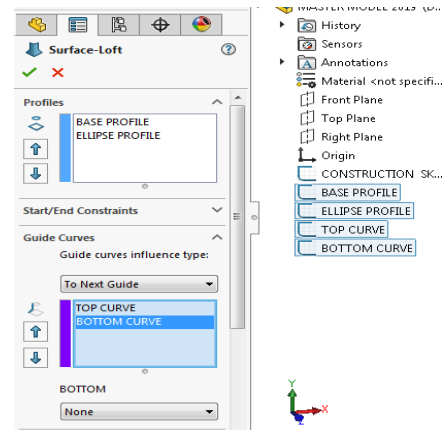 Surface-Loft
Profiles
BASE PROFILE
ELLIPSE PROFILE
Start/End Constraints
Guide Curves
Guide curves influence type:
To Next Guide
TOP CURVE
BOTTOM CURVE
BOTTOM
None
MASTER MODEL 2019 (D...
History
Sensors
Annotations
Material <not specifi...
Front Plane
Top Plane
Right Plane
Origin
CONSTRUCTION SK...
BASE PROFILE
ELLIPSE PROFILE
TOP CURVE
BOTTOM CURVE
Y
X